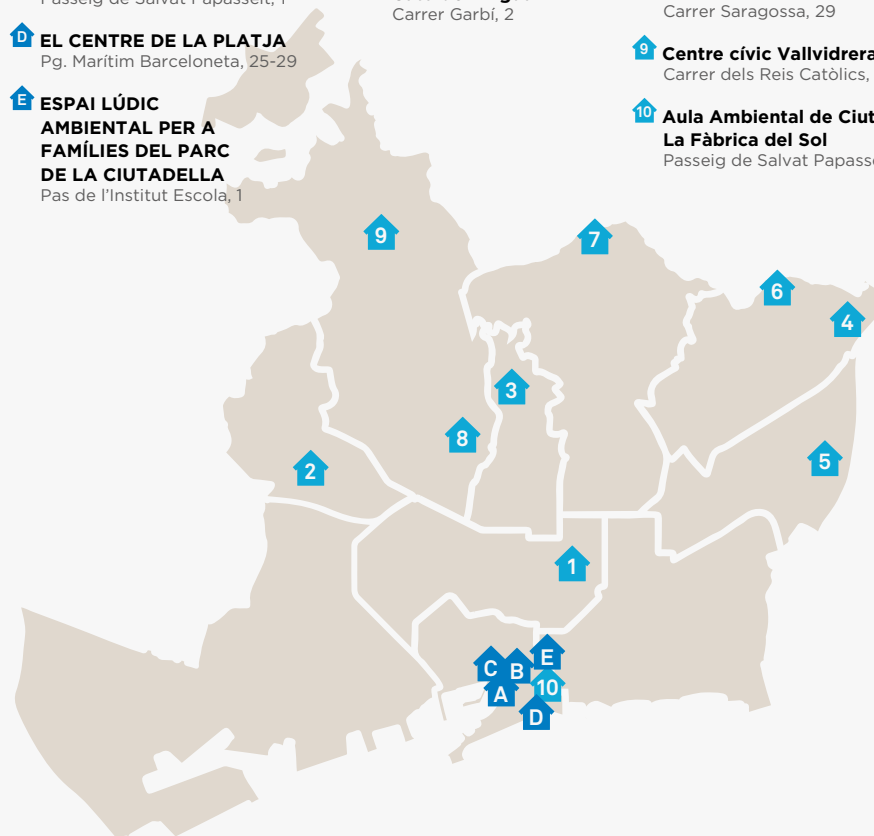 Carrer Garbí, 2
Carrer Saragossa, 29
D EL CENTRE DE LA PLATJA
Pg. Marítim Barceloneta, 25-29
E ESPAI LÚDIC
AMBIENTAL PER A
FAMÍLIES DEL PARC
DE LA CIUTADELLA
Pas de l'Institut Escola, 1
9 Centre cívic Vallvidrera
Carrer dels Reis Catòlics,
10 Aula Ambiental de Ciut
La Fàbrica del Sol
Passeig de Salvat Papass
9
7
6
4
3
8
5
2
1
E
C
B
10
A
D